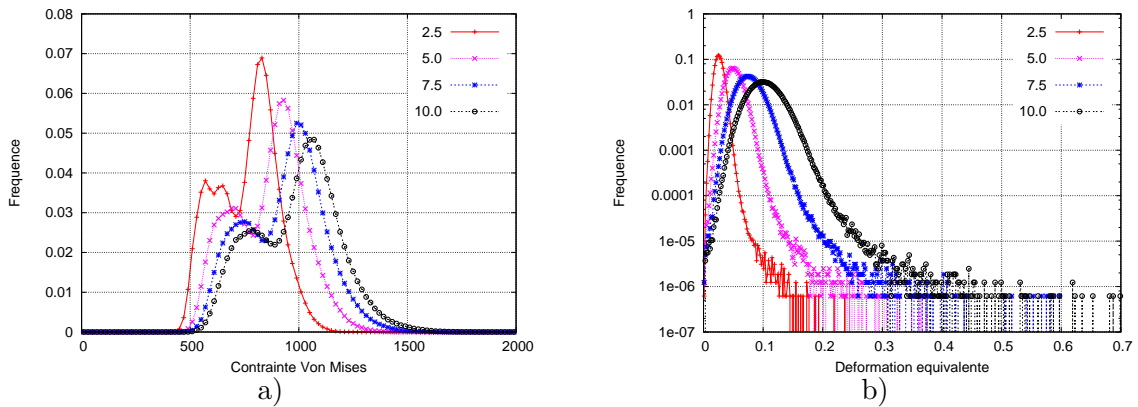 0.08
0.07
0.06
0.05
0.04
0.03
0.02
0.01
0
0 500 1000 1500 2000
Frequence
Contrainte Von Mises
2.5
5.0
7.5
10.0
a)
1
0.1
0.01
0.001
0.0001
1e-05
1e-06
1e-07
0 0.1 0.2 0.3 0.4 0.5 0.6 0.7
Frequence
Deformation equivalente
2.5
5.0
7.5
10.0
b)